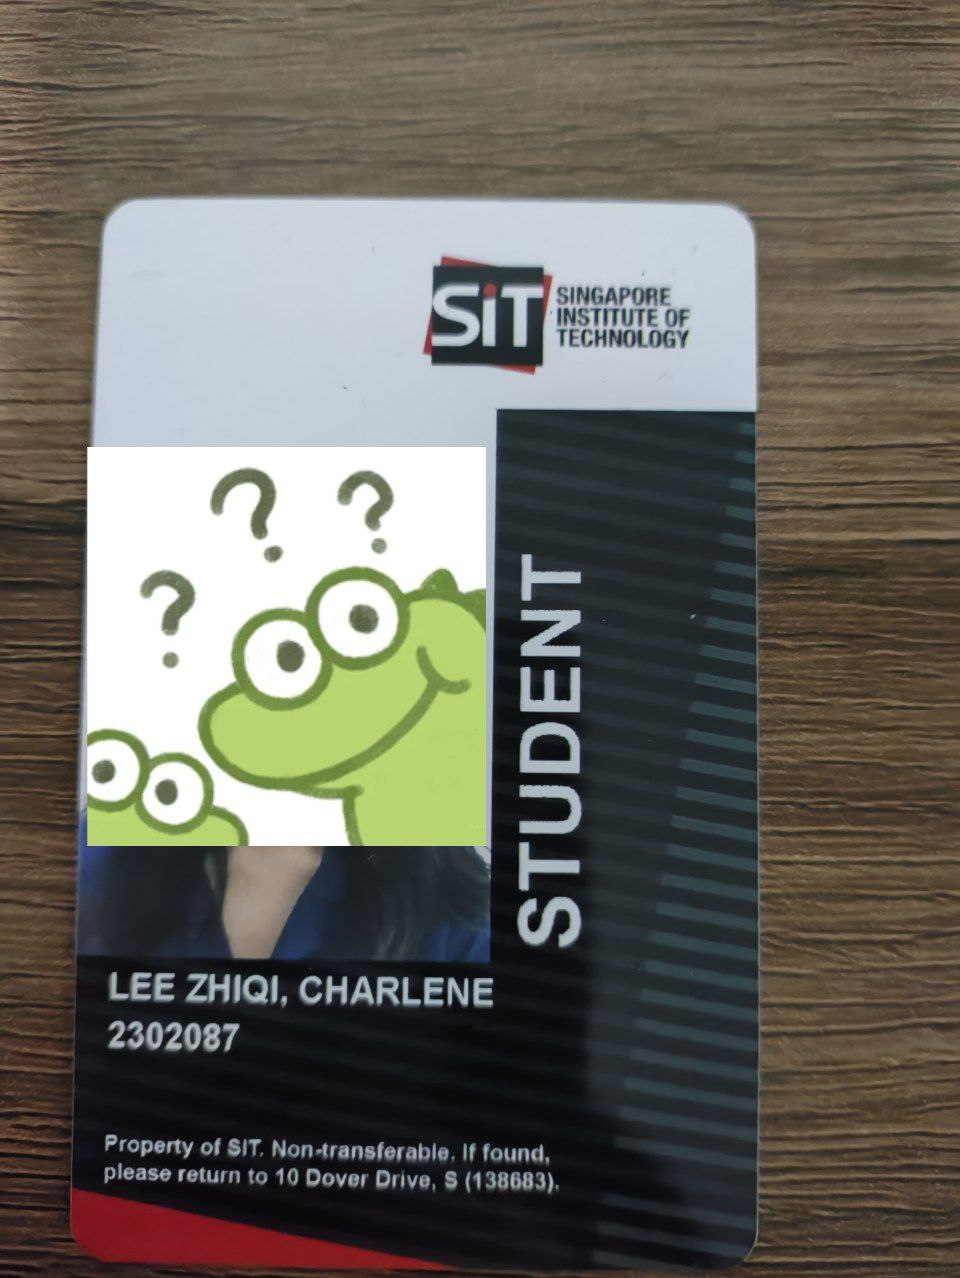 SiT
SINGAPORE
INSTITUTE OF
TECHNOLOGY
? ? ?
STUDENT
LEE ZHIQI, CHARLENE
2302087
Property of SIT. Non-transferable. If found,
please return to 10 Dover Drive, S (138683).